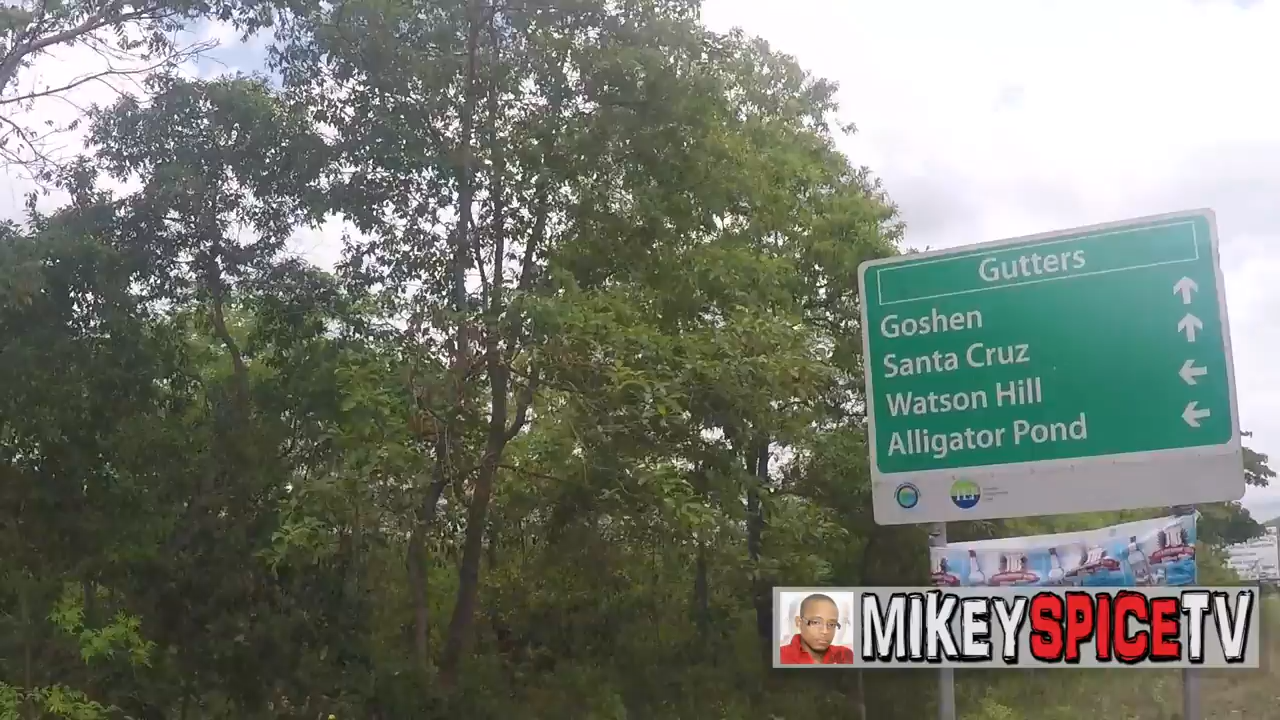 Gutters
Goshen
Santa Cruz
Watson Hill
Alligator Pond
MIKEYSPICETV